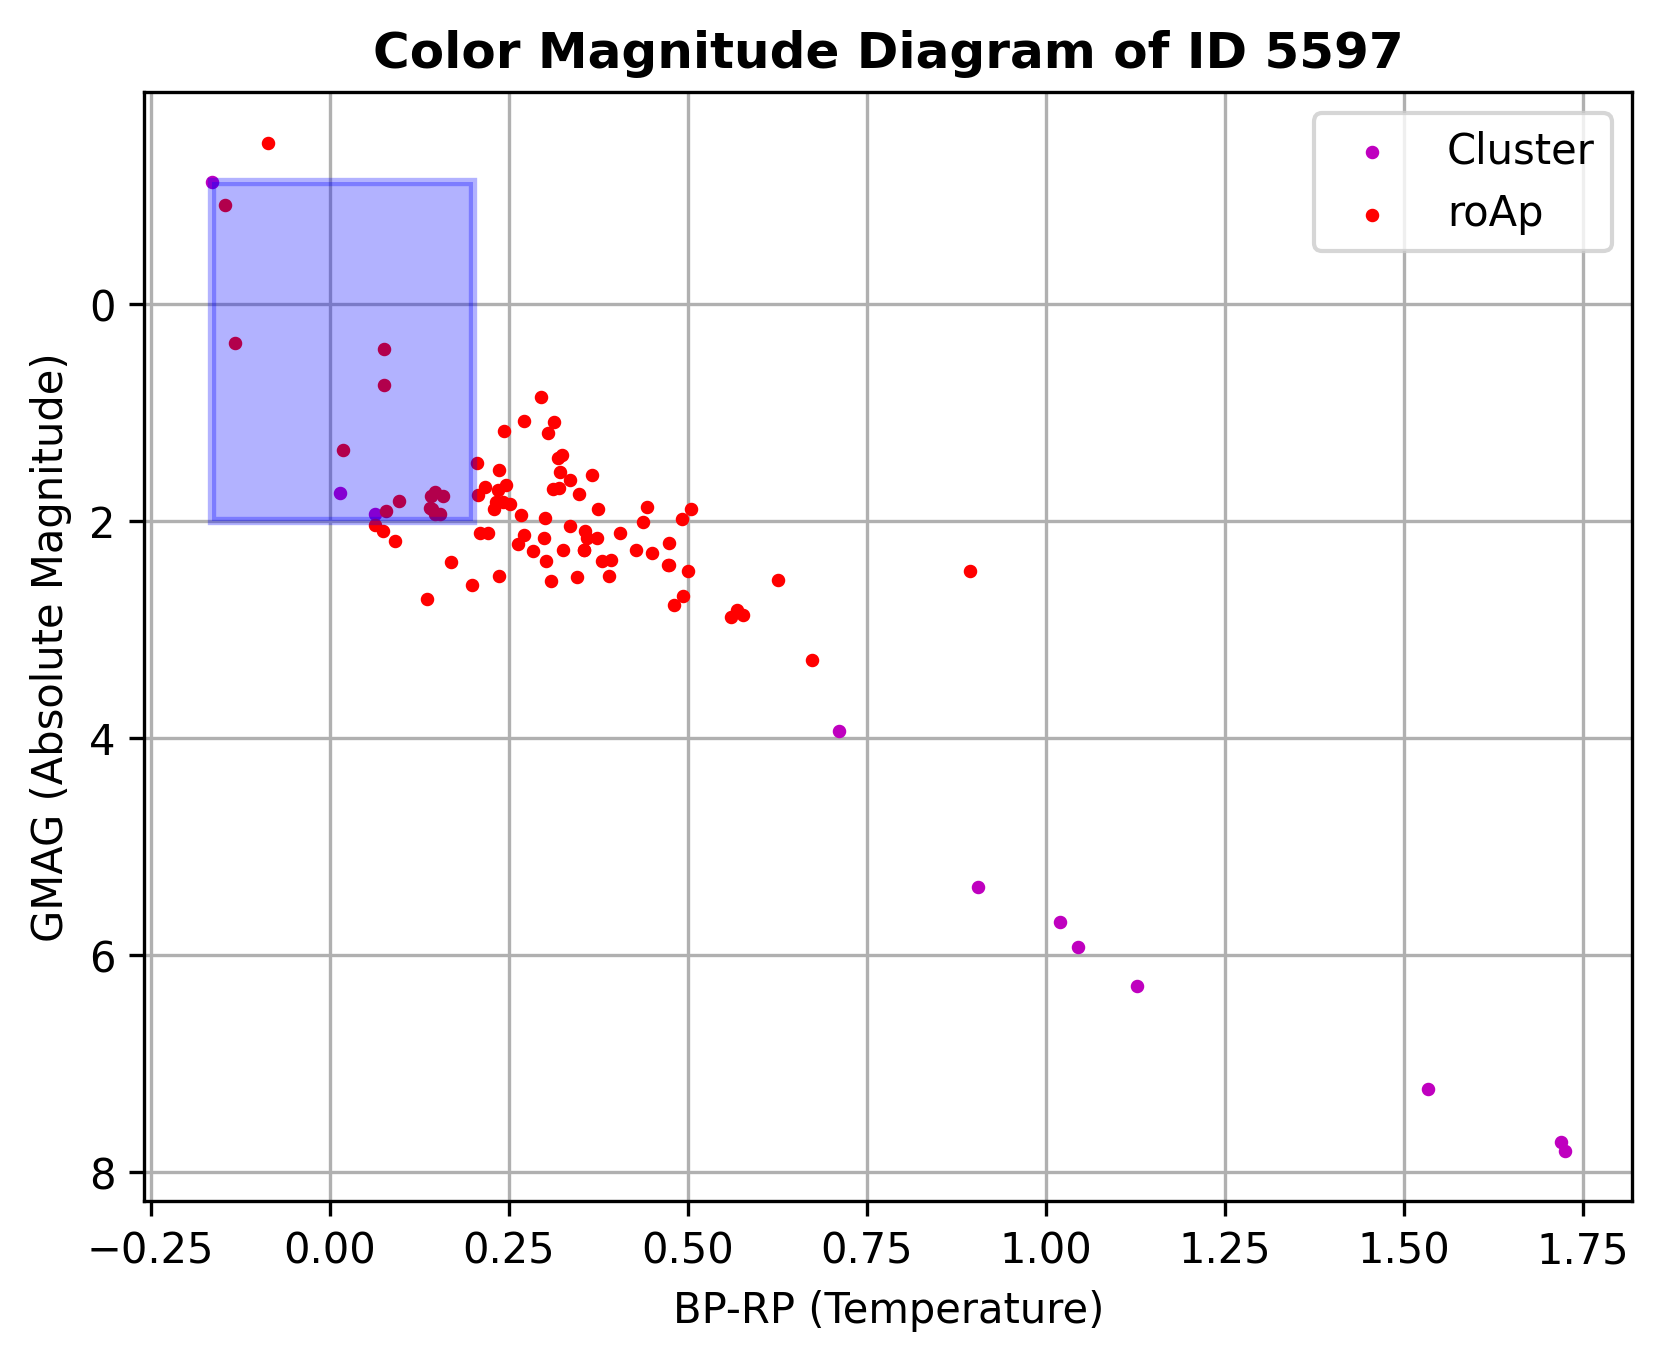 Color Magnitude Diagram of ID 5597
Cluster
roAp
GMAG (Absolute Magnitude)
0
2
4
6
8
−0.25 0.00 0.25 0.50 0.75 1.00 1.25 1.50 1.75
BP-RP (Temperature)